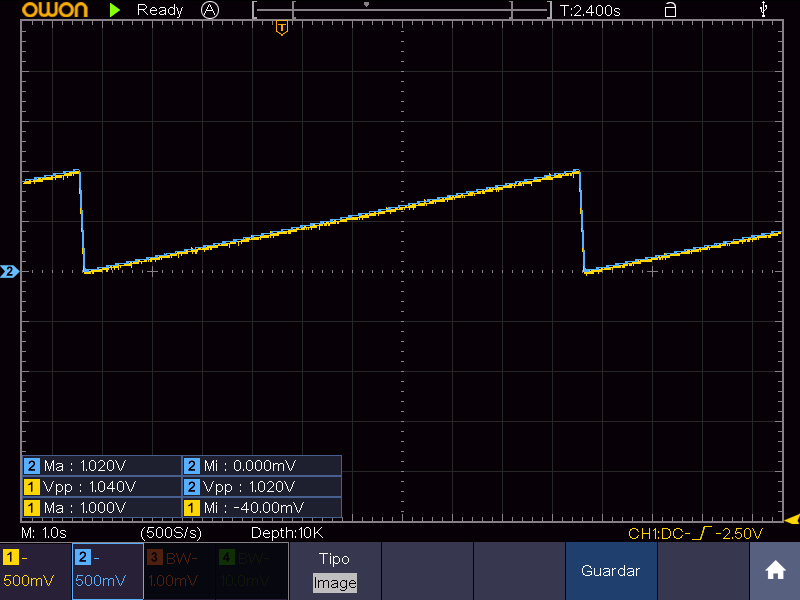 OWON Ready A T:2.400s
T
2
2 Ma : 1.020V 2 Mi : 0.000mV
1 Vpp : 1.040V 2 Vpp : 1.020V
1 Ma : 1.000V 1 Mi : -40.00mV
M: 1.0s (500S/s) Depth:10K CH1:DC- -2.50V
1 - 2 - 3 BW- 4 BW- Tipo
500mV 500mV 1.00mV 10.0mV Image
Guardar